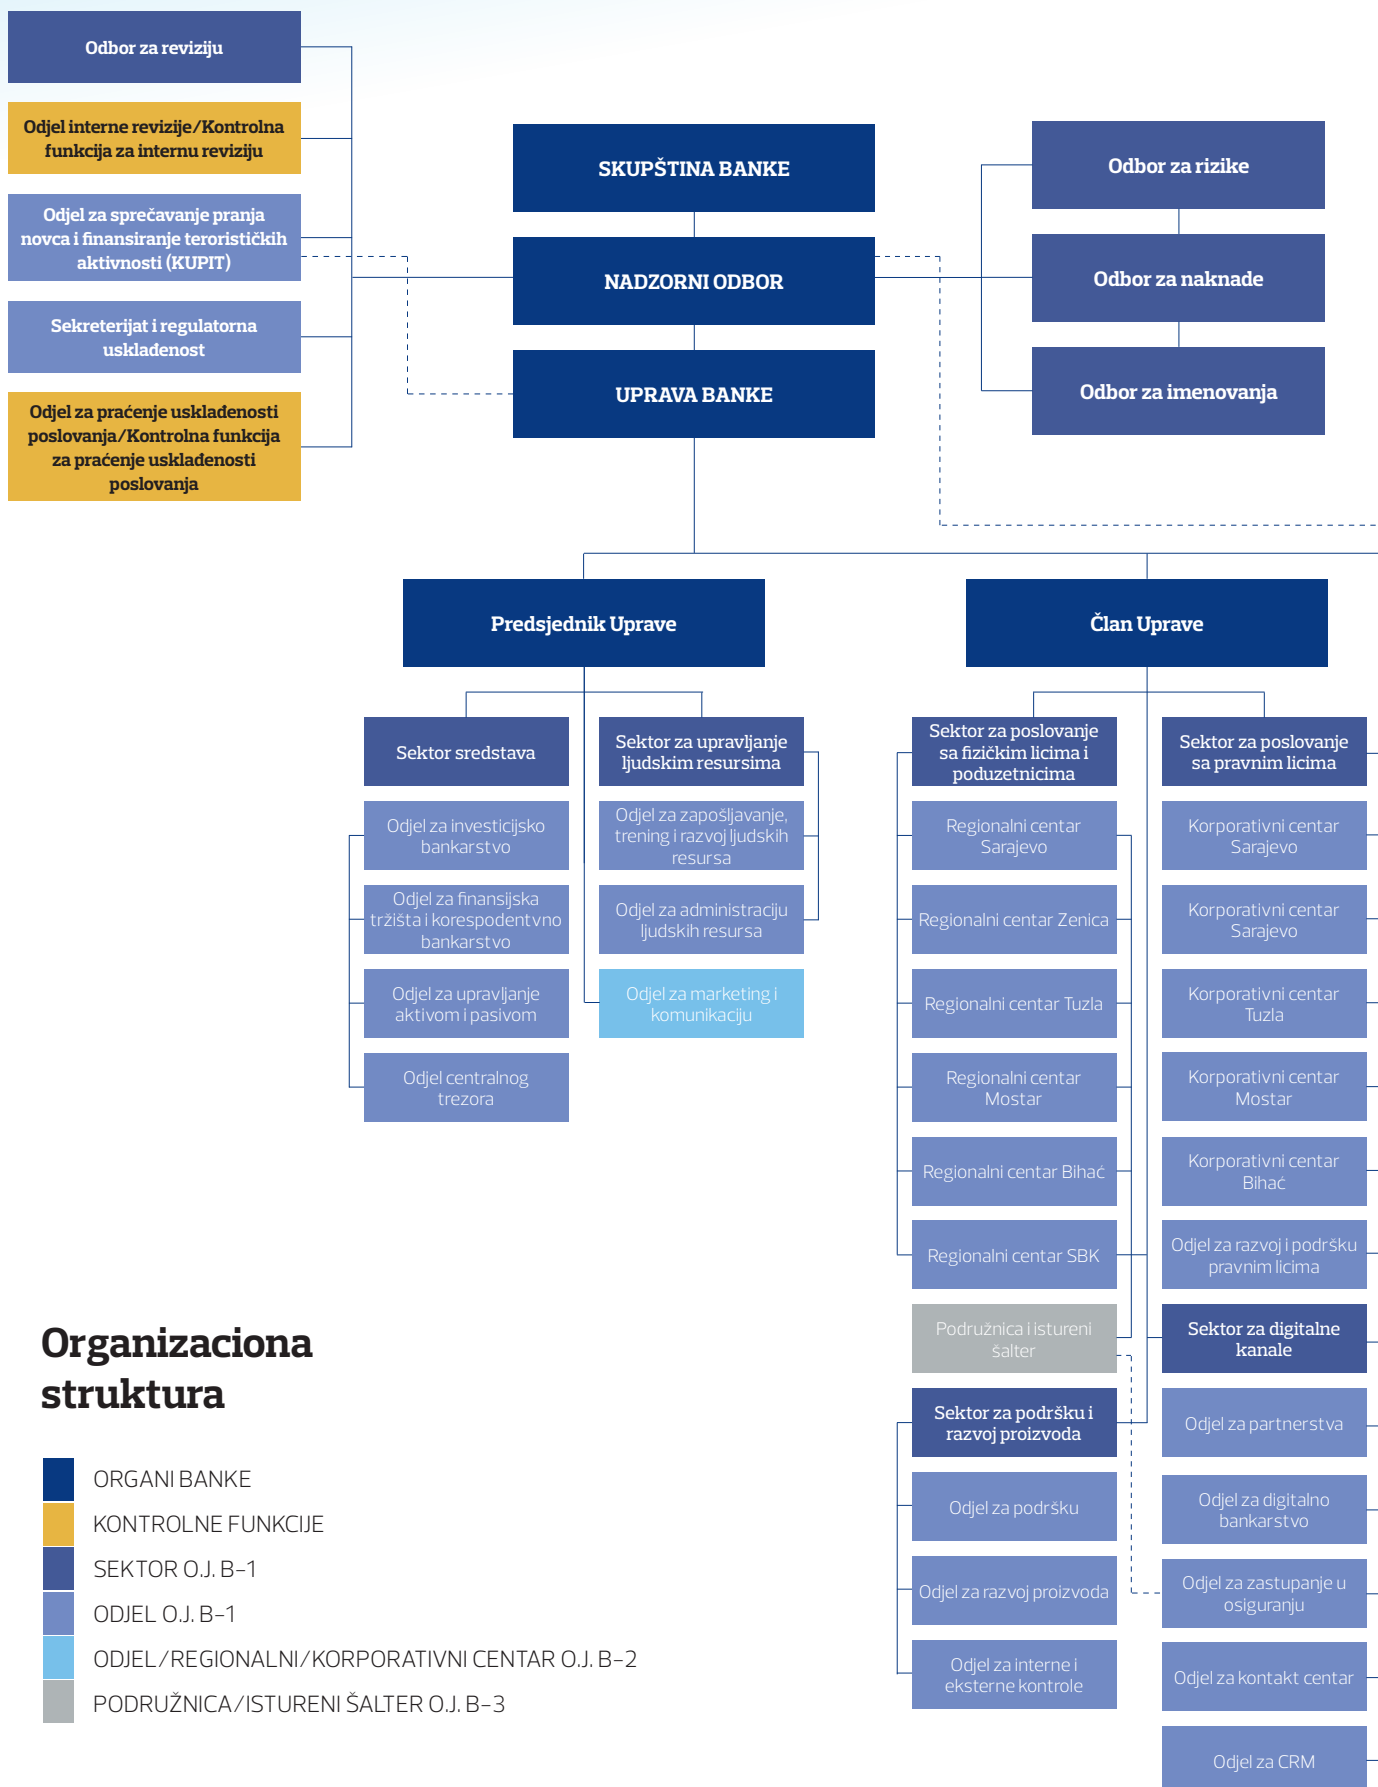 Odbor za reviziju
Odjel interne revizije/Kontrolna
funkcija za internu reviziju
Odjel za sprečavanje pranja
novca i finansiranje terorističkih
aktivnosti (KUPIT)
Sekreterijat i regulatorna
usklađenost
Odjel za praćenje usklađenosti
poslovanja/Kontrolna funkcija
za praćenje usklađenosti
poslovanja
SKUPŠTINA BANKE
NADZORNI ODBOR
UPRAVA BANKE
Odbor za rizike
Odbor za naknade
Odbor za imenovanja
Predsjednik Uprave
Član Uprave
Sektor sredstava
Odjel za investicijsko
bankarstvo
Odjel za finansijska
tržišta i korespodentvno
bankarstvo
Odjel za upravljanje
aktivom i pasivom
Odjel centralnog
trezora
Sektor za upravljanje
ljudskim resursima
Odjel za zapošljavanje,
trening i razvoj ljudskih
resursa
Odjel za administraciju
ljudskih resursa
Odjel za marketing i
komunikaciju
Sektor za poslovanje
sa fizičkim licima i
poduzetnicima
Regionalni centar
Sarajevo
Regionalni centar Zenica
Regionalni centar Tuzla
Regionalni centar
Mostar
Regionalni centar Bihać
Regionalni centar SBK
Podružnica i istureni
šalter
Sektor za podršku i
razvoj proizvoda
Odjel za podršku
Odjel za razvoj proizvoda
Odjel za interne i
eksterne kontrole
Sektor za poslovanje
sa pravnim licima
Korporativni centar
Sarajevo
Korporativni centar
Sarajevo
Korporativni centar
Tuzla
Korporativni centar
Mostar
Korporativni centar
Bihać
Odjel za razvoj i podršku
pravnim licima
Sektor za digitalne
kanale
Odjel za partnerstva
Odjel za digitalno
bankarstvo
Odjel za zastupanje u
osiguranju
Odjel za kontakt centar
Odjel za CRM
Organizaciona
struktura
ORGANI BANKE
KONTROLNE FUNKCIJE
SEKTOR O.J. B-1
ODJEL O.J. B-1
ODJEL/REGIONALNI/KORPORATIVNI CENTAR O.J. B-2
PODRUŽNICA/ISTURENI ŠALTER O.J. B-3